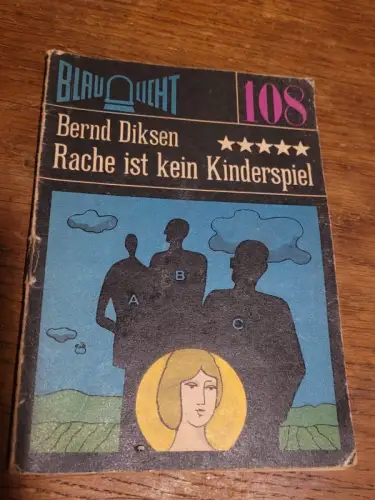 BLAULICHT
108
Bernd Diksen
Rache ist kein Kinderspiel
A
B
C